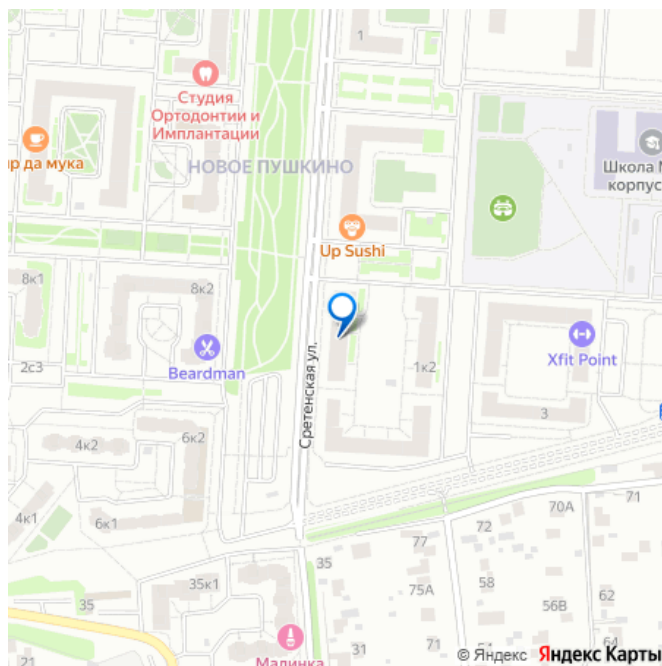 1
Студия
Ортодонтии и
Имплантации
ир да мука
НОВОЕ ПУШКИНО
Школа М
корпус
Up Sushi
8к1
8к2
2с3
Beardman
Сретенская ул.
1к2
Xfit Point
3
4к2
6к2
4к1
6к1
70А
71
72
77
35
35к1
75А
58
62
35
56В
64
21
31
71
67
Малинка
© Яндекс Яндекс Карты